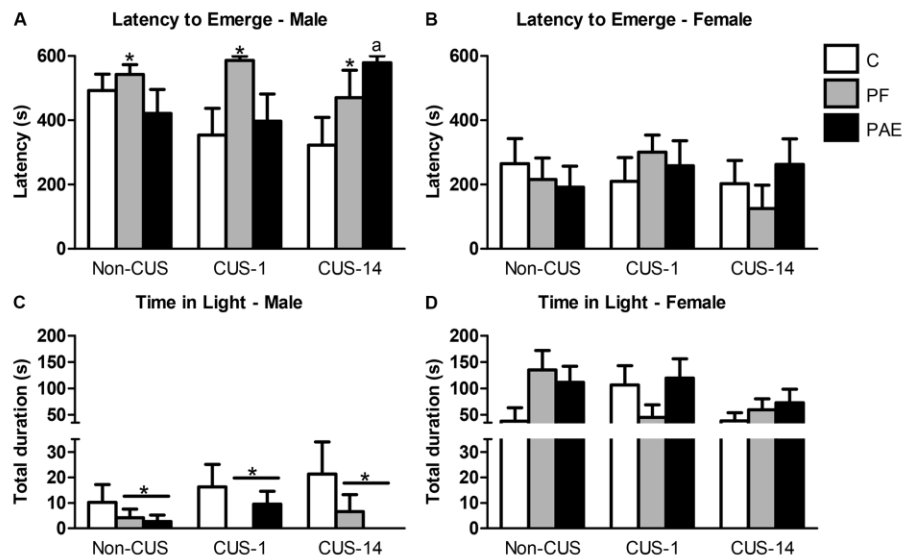 A Latency to Emerge - Male
B Latency to Emerge - Female
C
PF
PAE
Latency (s)
600
400
200
0
* * * a
Non-CUS CUS-1 CUS-14
Latency (s)
600
400
200
0
Non-CUS CUS-1 CUS-14
C Time in Light - Male
D Time in Light - Female
Total duration (s)
200
150
100
50
30
20
10
0
* * *
Non-CUS CUS-1 CUS-14
Total duration (s)
200
150
100
50
30
20
10
0
Non-CUS CUS-1 CUS-14